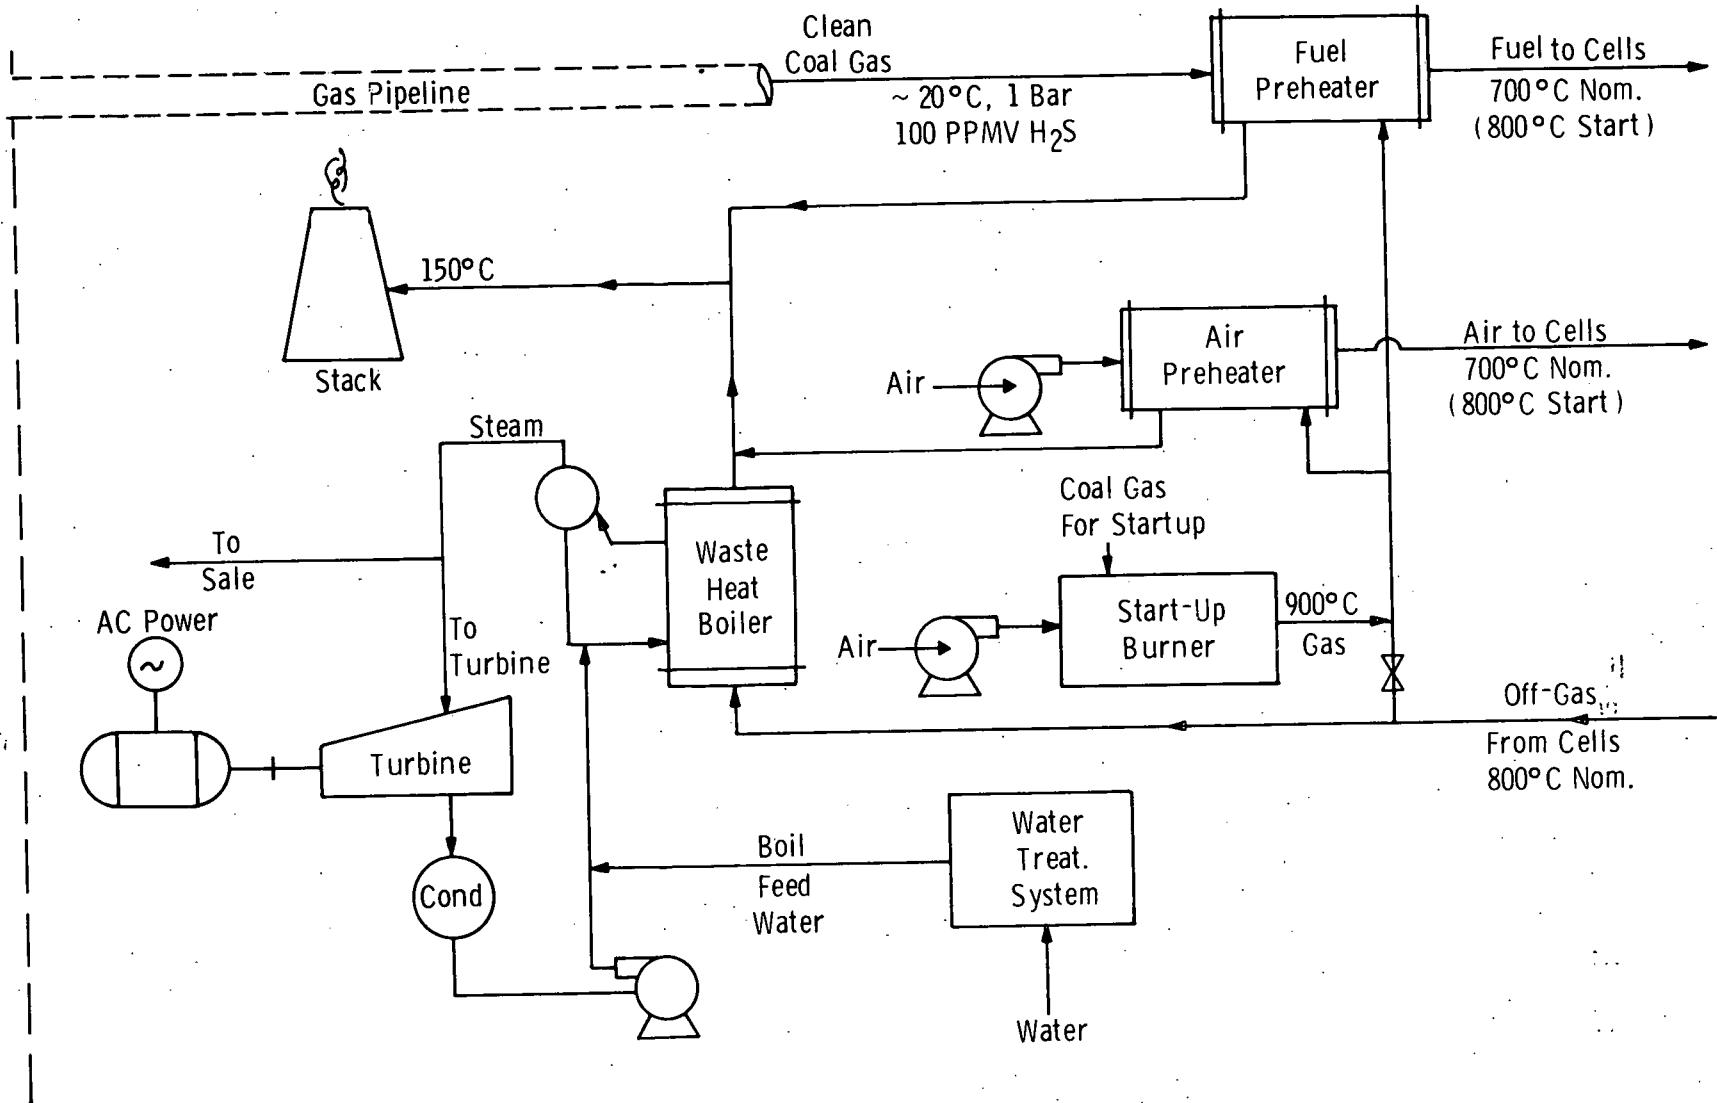 Clean
Coal Gas
Gas Pipeline
~ 20°C, 1 Bar
100 PPMV H₂S
Fuel
Preheater
Fuel to Cells
700°C Nom.
(800°C Start)
150°C
Stack
Air
Air
Preheater
Air to Cells
700°C Nom.
(800°C Start)
Steam
To
Sale
AC Power
~
To
Turbine
Waste
Heat
Boiler
Coal Gas
For Startup
Air
Start-Up
Burner
900°C
Gas
Off-Gas
From Cells
800°C Nom.
Turbine
Cond
Boil
Feed
Water
Water
Treat.
System
Water